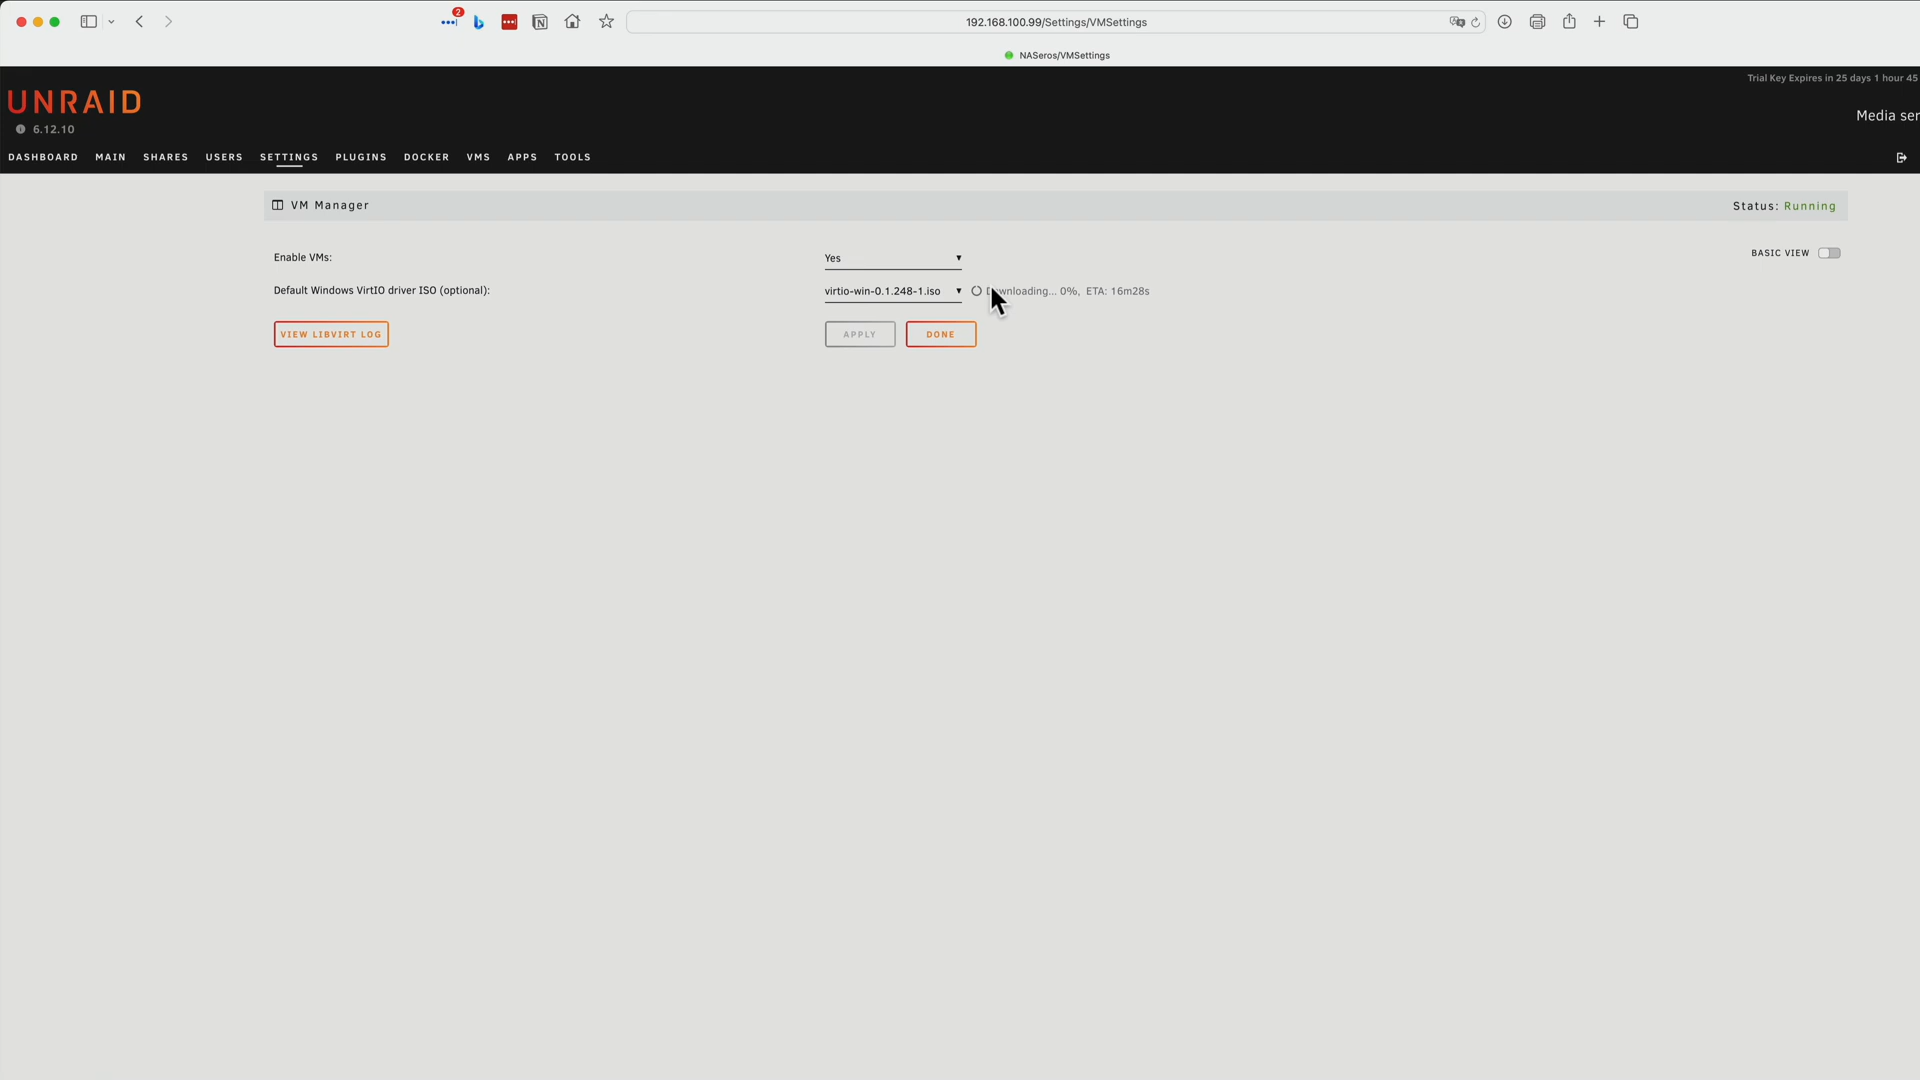 2
192.168.100.99/Settings/VMSettings
NASeros/VMSettings
Trial Key Expires in 25 days 1 hour 45
UNRAID
6.12.10
Media ser
DASHBOARD MAIN SHARES USERS SETTINGS PLUGINS DOCKER VMS APPS TOOLS
VM Manager
Status: Running
Enable VMs:
Yes
BASIC VIEW
Default Windows VirtIO driver ISO (optional):
virtio-win-0.1.248-1.iso
0%, ETA: 16m28s
VIEW LIBVIRT LOG
APPLY
DONE